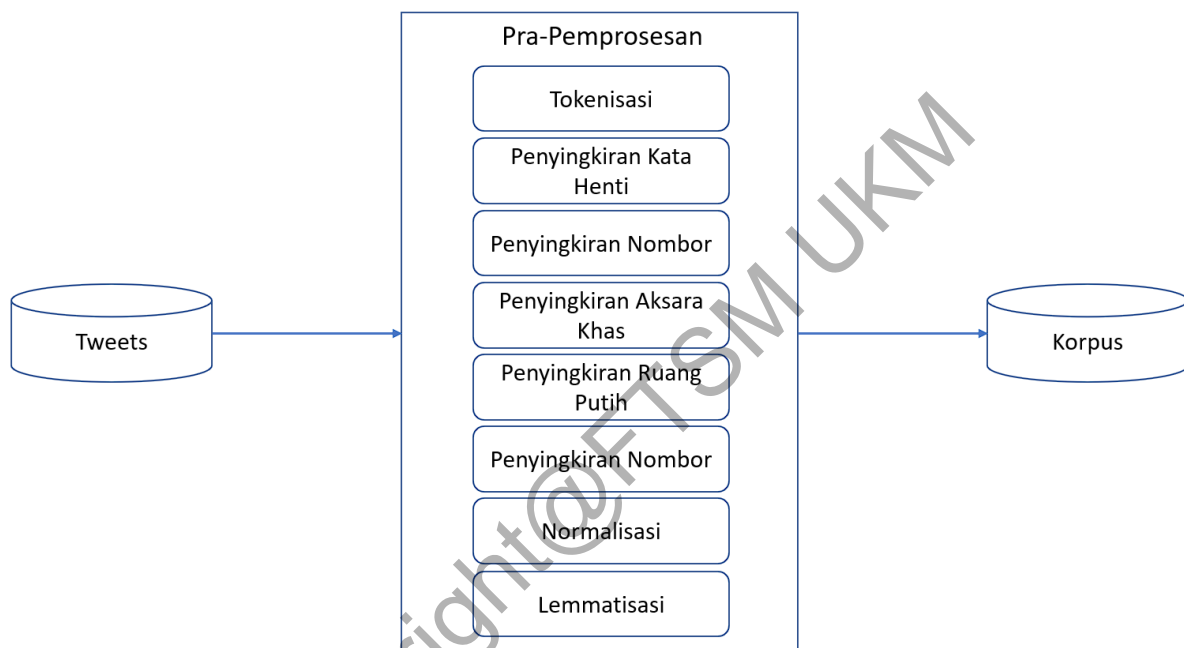 Pra-Pemprosesan
Tokenisasi
Penyingkiran Kata
Henti
Penyingkiran Nombor
Penyingkiran Aksara
Khas
Penyingkiran Ruang
Putih
Penyingkiran Nombor
Normalisasi
Lemmatisasi
Tweets
Korpus
right@FTSM UKM